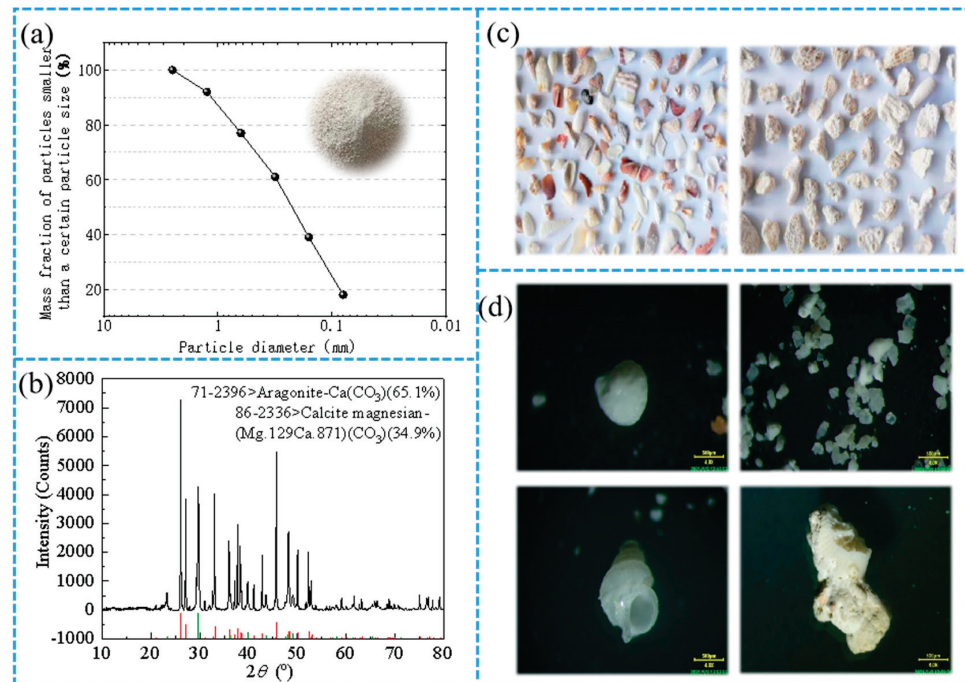 (a)
Mass fraction of particles smaller
than a certain particle size (%)
100
80
60
40
20
10
1
0.1
0.01
Particle diameter (mm)
(b)
8000
7000
6000
5000
4000
3000
2000
1000
0
-1000
Intensity (Counts)
71-2396>Aragonite-Ca(CO3)(65.1%)
86-2336>Calcite magnesian-
(Mg.129Ca.871)(CO3)(34.9%)
10
20
30
40
50
60
70
80
2θ (°)
(c)
(d)
500μm
500μm